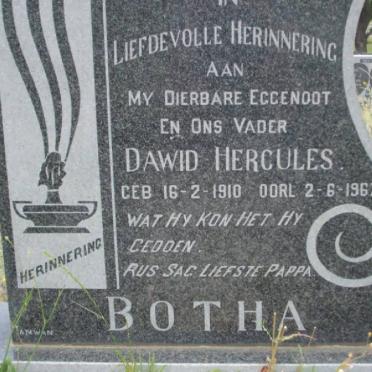 IN
LIEFDEVOLLE HERINNERING
AAN
MY DIERBARE EGGENOOT
EN ONS VADER
DAWID HERCULES.
GEB 16-2-1910 OORL 2-6-196
WAT HY KON HET HY
GEDOEN.
RUS SAG LIEFSTE PAPPA.
HERINNERING
BOTHA